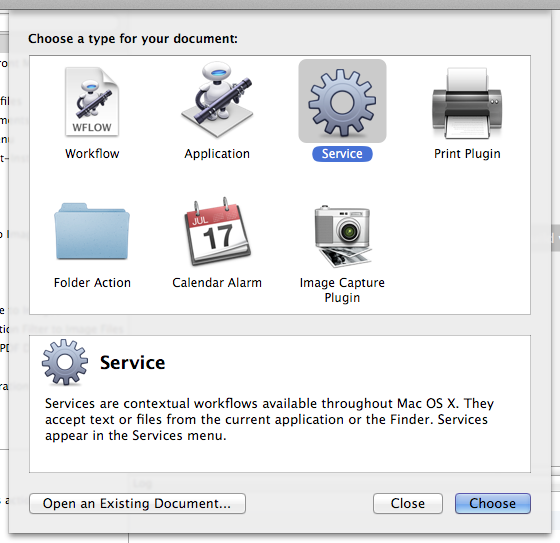 Choose a type for your document:
WFLOW
JUL
17
Workflow
Application
Service
Print Plugin
Folder Action
Calendar Alarm
Image Capture
Plugin
Service
Services are contextual workflows available throughout Mac OS X. They
accept text or files from the current application or the Finder. Services
appear in the Services menu.
Log
Open an Existing Document...
Close
Choose